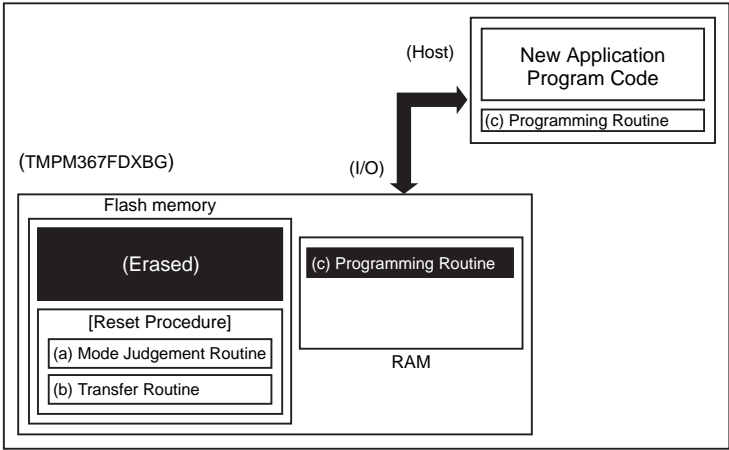 (Host)
New Application
Program Code
(c) Programming Routine
(TMPM367FDXBG)
(I/O)
Flash memory
(Erased)
(c) Programming Routine
[Reset Procedure]
(a) Mode Judgement Routine
(b) Transfer Routine
RAM